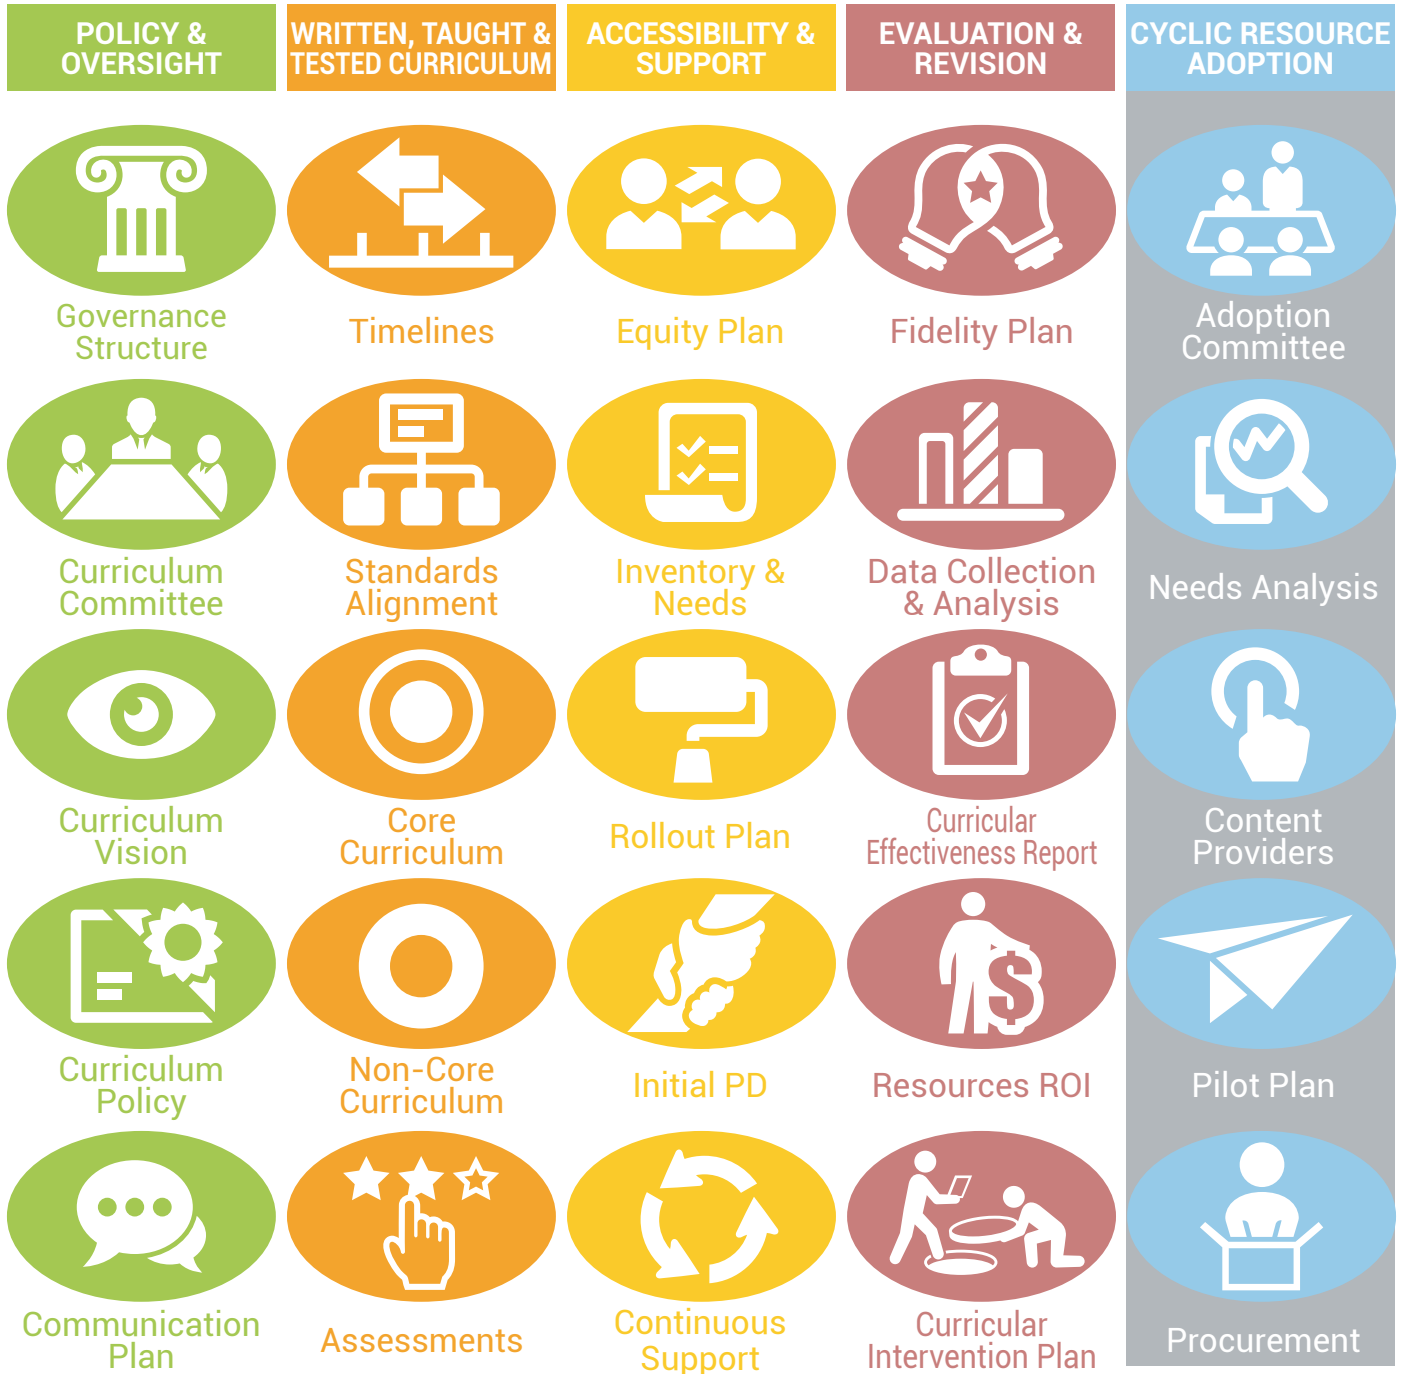 POLICY &
OVERSIGHT
WRITTEN, TAUGHT &
TESTED CURRICULUM
ACCESSIBILITY &
SUPPORT
EVALUATION &
REVISION
CYCLIC RESOURCE
ADOPTION
Governance
Structure
Timelines
Equity Plan
Fidelity Plan
Adoption
Committee
Curriculum
Committee
Standards
Alignment
Inventory &
Needs
Data Collection
& Analysis
Needs Analysis
Curriculum
Vision
Core
Curriculum
Rollout Plan
Curricular
Effectiveness Report
Content
Providers
Curriculum
Policy
Non-Core
Curriculum
Initial PD
$
Resources ROI
Pilot Plan
Communication
Plan
Assessments
Continuous
Support
Curricular
Intervention Plan
Procurement